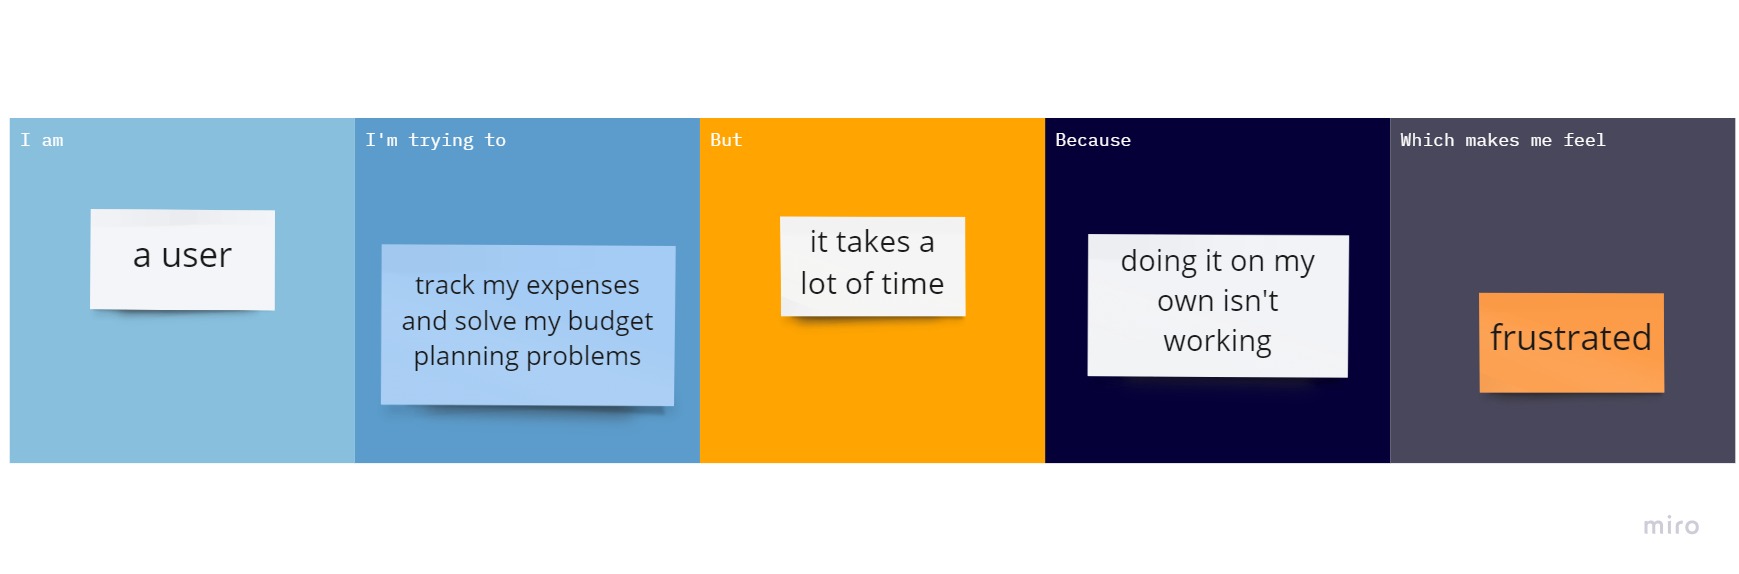 I am
a user
I'm trying to
track my expenses
and solve my budget
planning problems
But
it takes a
lot of time
Because
doing it on my
own isn't
working
Which makes me feel
frustrated
miro